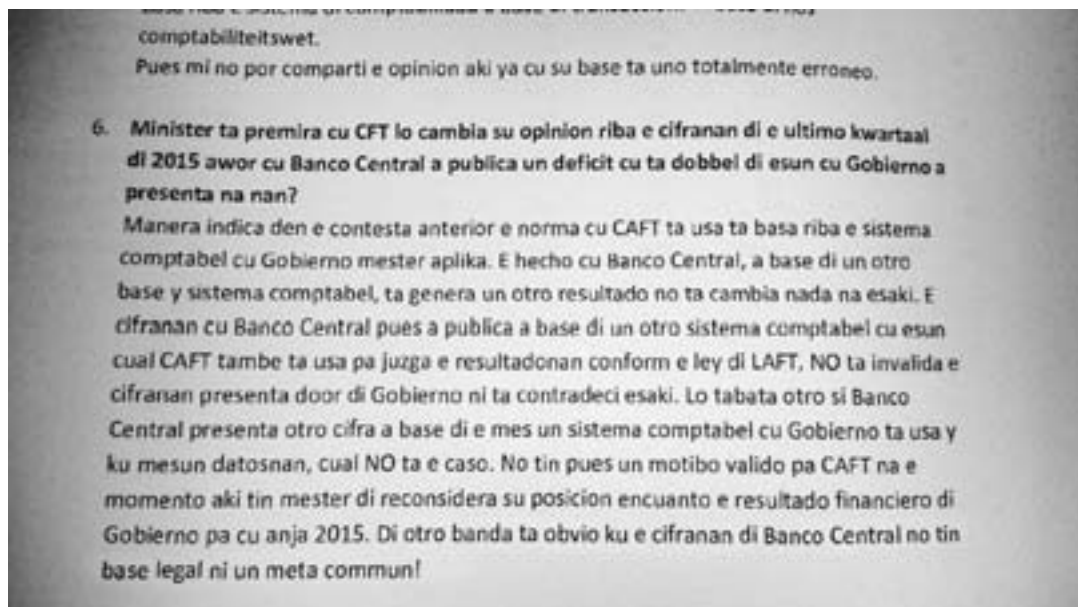 comptabiliteitswet.
Pues mi no por comparti e opinion aki ya cu su base ta uno totalmente erroneo.
6. Minister ta premira cu CFT lo cambia su opinion riba e cifranan di e ultimo kwartaal
di 2015 awor cu Banco Central a publica un deficit cu ta dobbel di esun cu Gobierno a
presenta na nan?
Manera indica den e contesta anterior e norma cu CAFT ta usa ta basa riba e sistema
comptabel cu Gobierno mester aplika. E hecho cu Banco Central, a base di un otro
base y sistema comptabel, ta genera un otro resultado no ta cambia nada na esaki. E
cifranan cu Banco Central pues a publica a base di un otro sistema comptabel cu esun
cual CAFT tambe ta usa pa juzga e resultadonan conform e ley di LAFT, NO ta invalida e
cifranan presenta door di Gobierno ni ta contradeci esaki. Lo tabata otro si Banco
Central presenta otro cifra a base di e mes un sistema comptabel cu Gobierno ta usa y
ku mesun datosnan, cual NO ta e caso. No tin pues un motibo valido pa CAFT na e
momento aki tin mester di reconsidera su posicion encuanto e resultado financiero di
Gobierno pa cu anja 2015. Di otro banda ta obvio ku e cifranan di Banco Central no tin
base legal ni un meta commun!